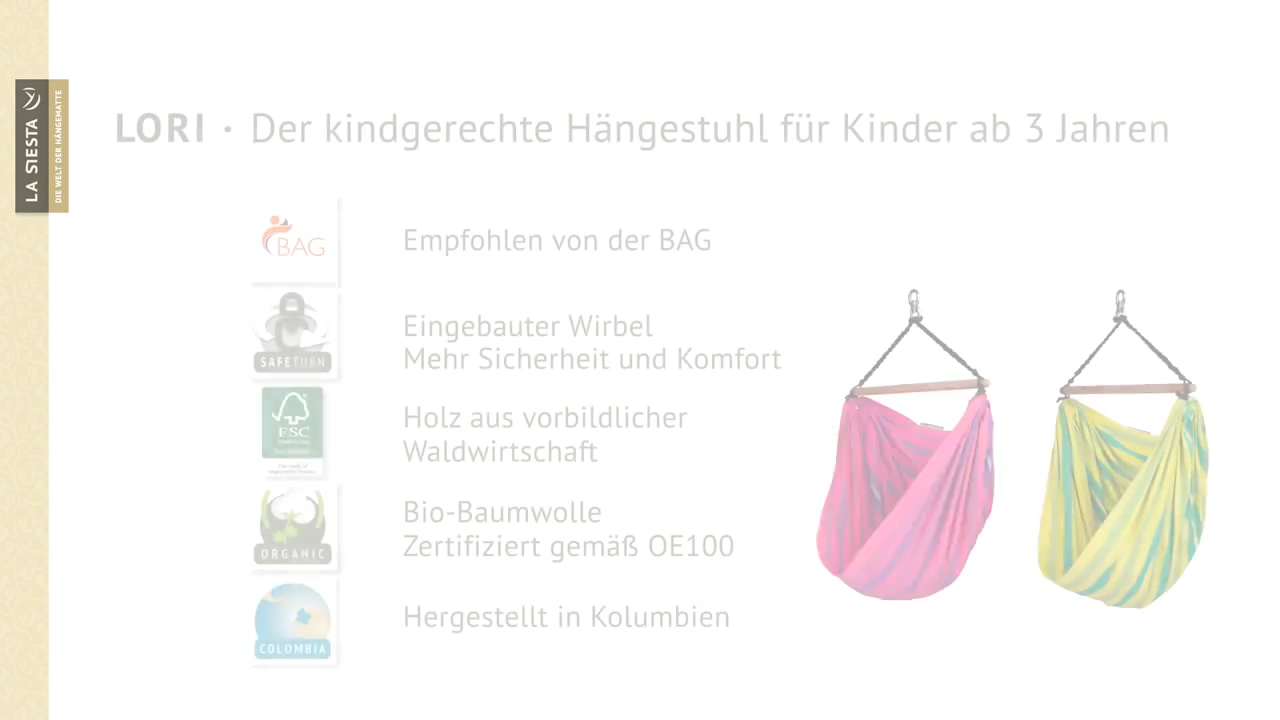 LA SIESTA
DIE WELT DER HÄNGEMATTE
LORI · Der kindgerechte Hängestuhl für Kinder ab 3 Jahren
BAG
Empfohlen von der BAG
SAFETURN
Eingebauter Wirbel
Mehr Sicherheit und Komfort
FSC
Holz aus vorbildlicher
Waldwirtschaft
ORGANIC
Bio-Baumwolle
Zertifiziert gemäß OE100
COLOMBIA
Hergestellt in Kolumbien